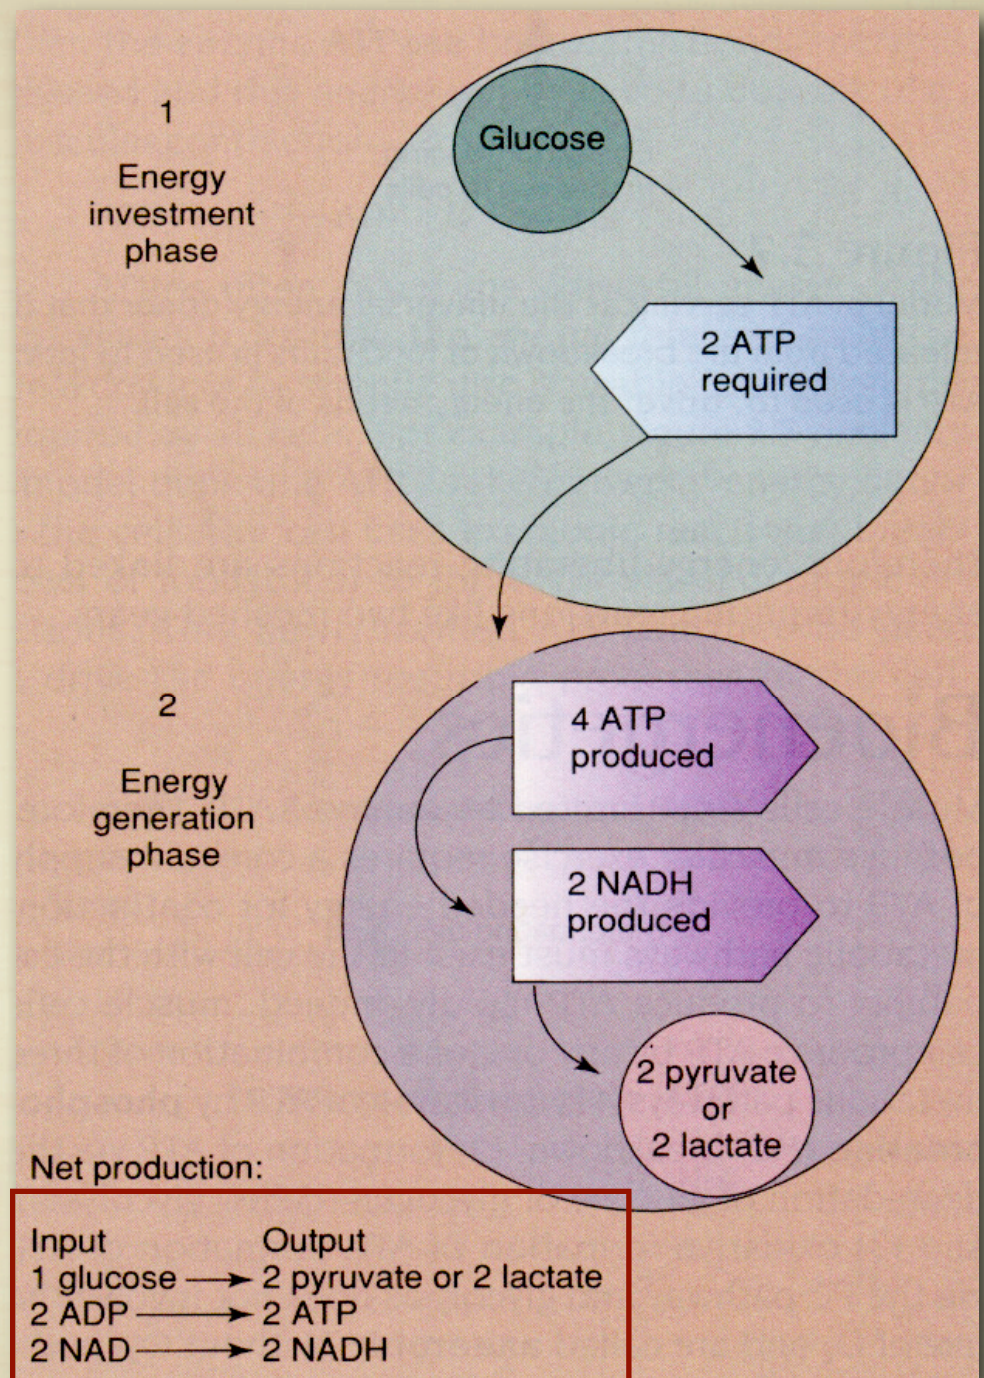 1
Energy
investment
phase
Glucose
2 ATP
required
2
Energy
generation
phase
4 ATP
produced
2 NADH
produced
2 pyruvate
or
2 lactate
Net production:
Input Output
1 glucose → 2 pyruvate or 2 lactate
2 ADP → 2 ATP
2 NAD → 2 NADH